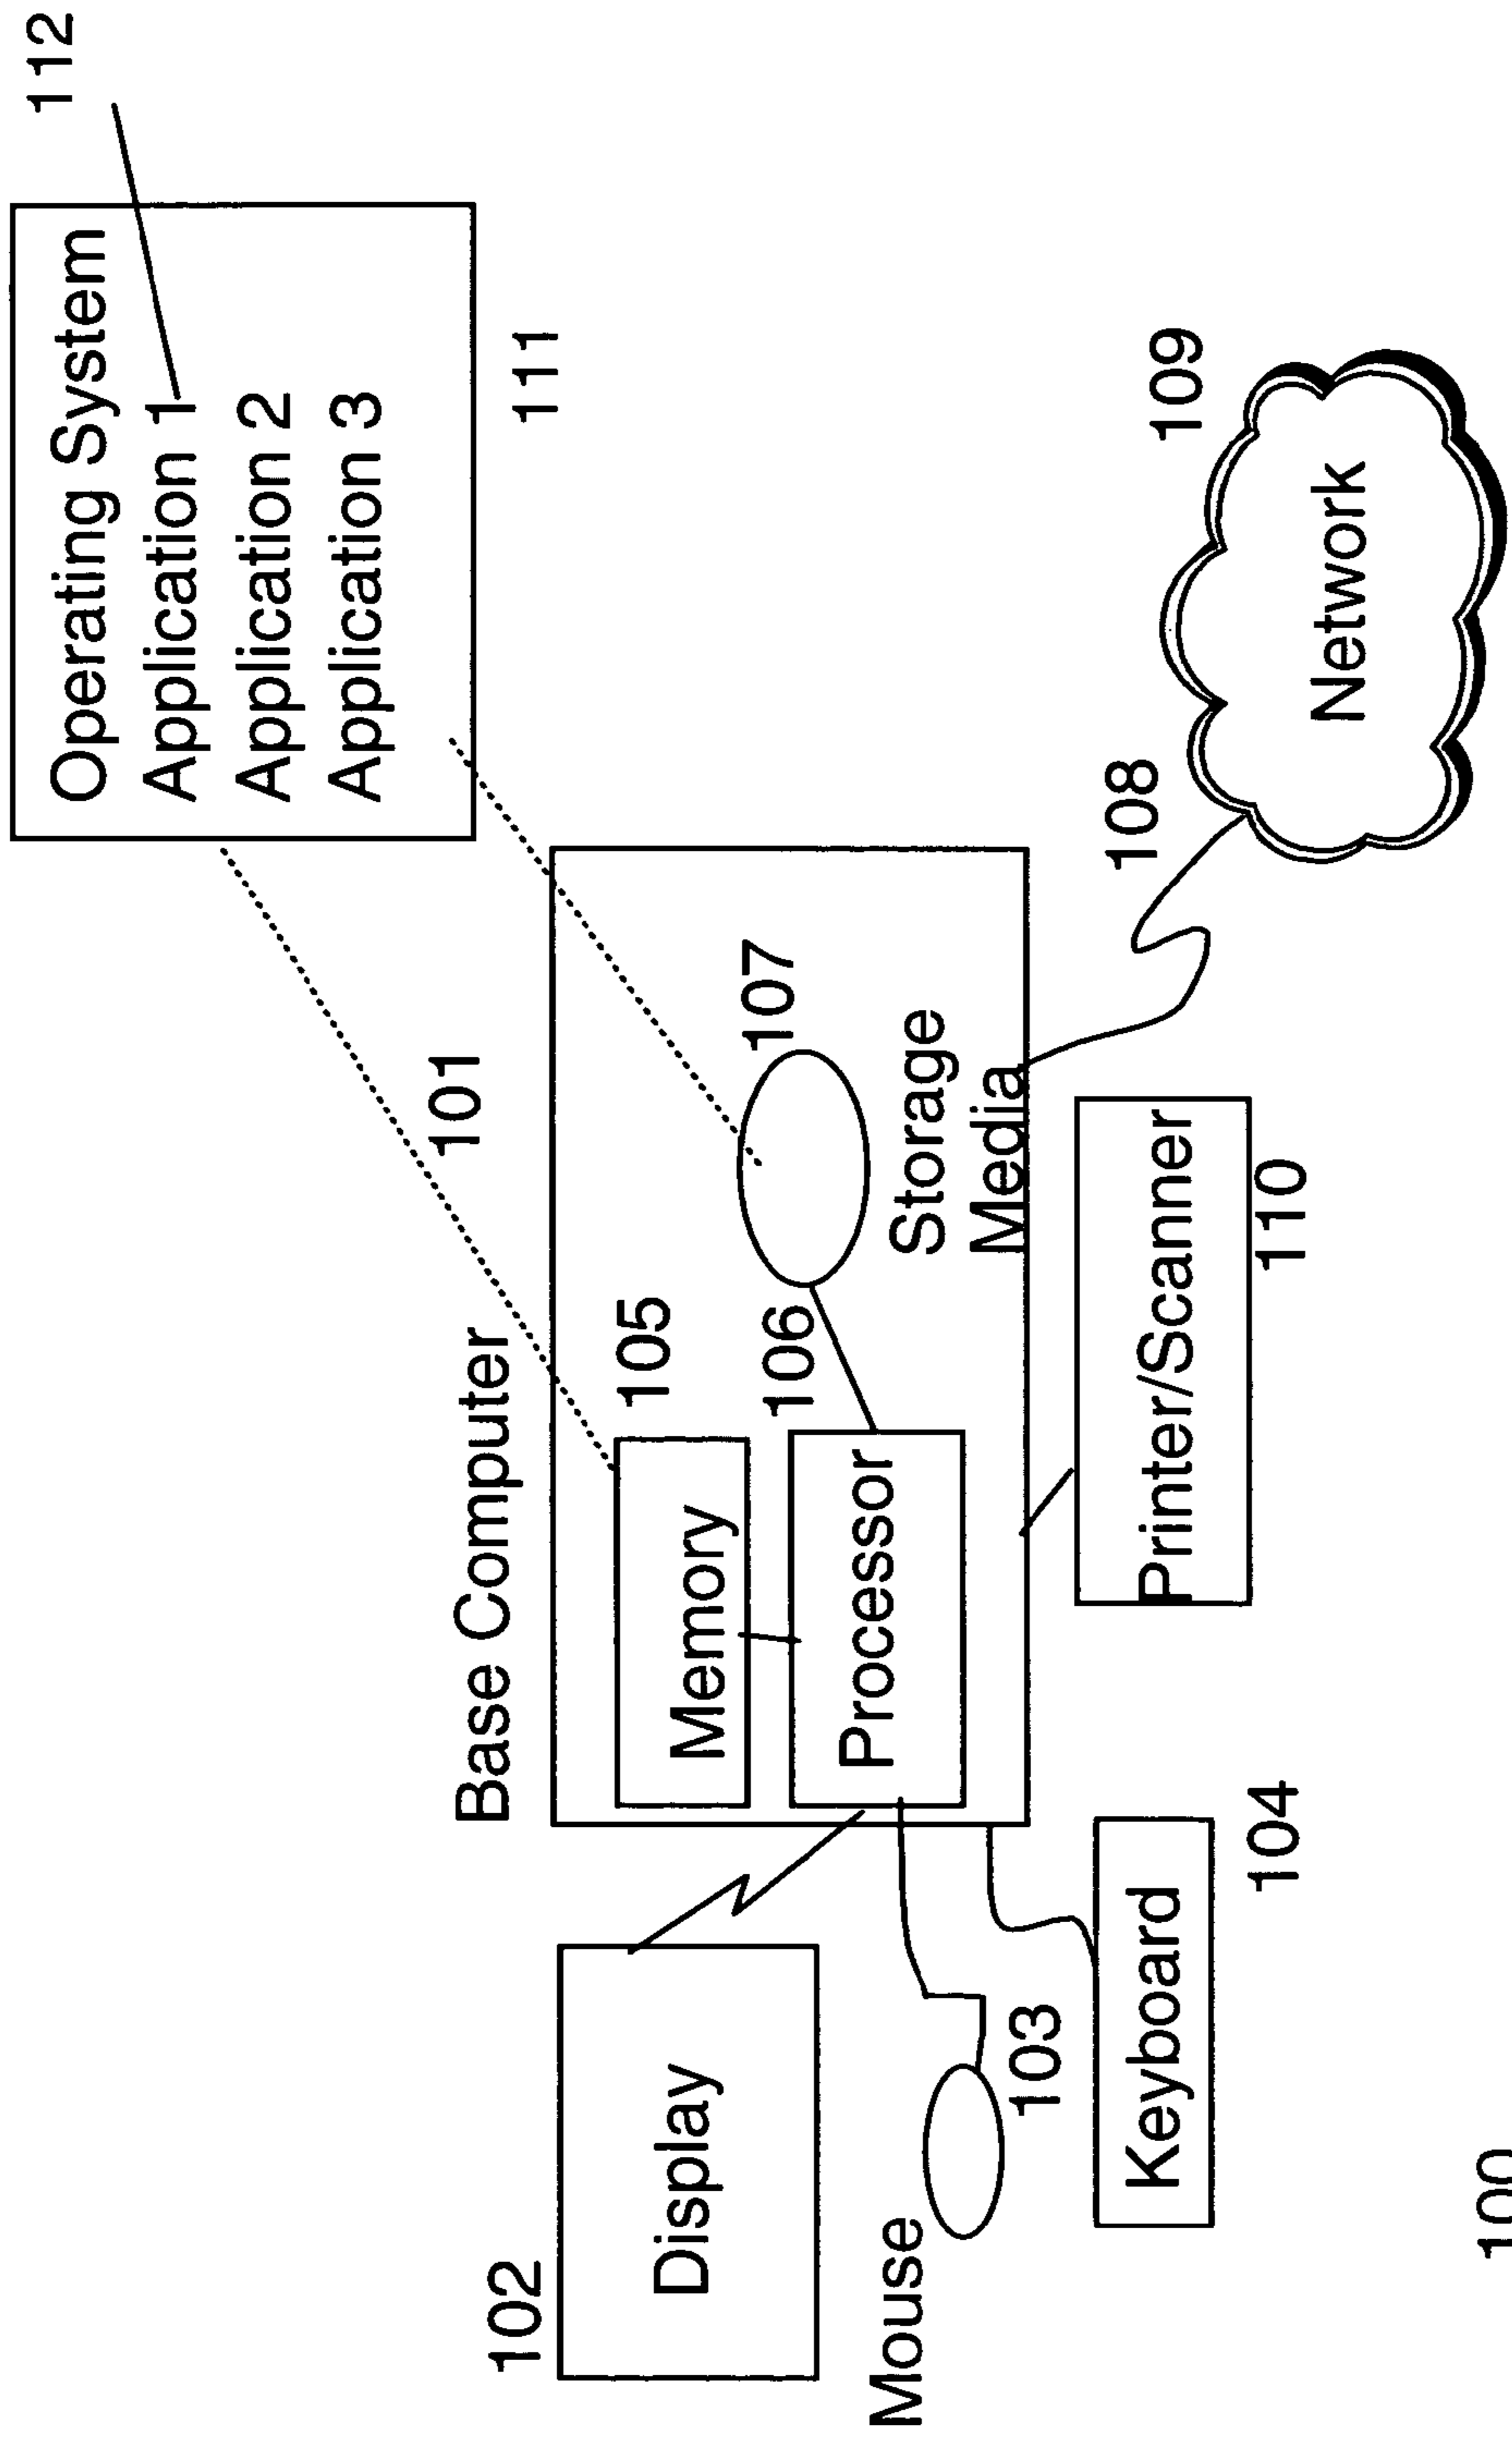 112
Operating System
Application 1
Application 2
Application 3
111
Base Computer
101
102
Display
Memory
105
Processor
106
107
Storage
Media
108
109
Network
Mouse
103
Keyboard
104
Printer/Scanner
110
100